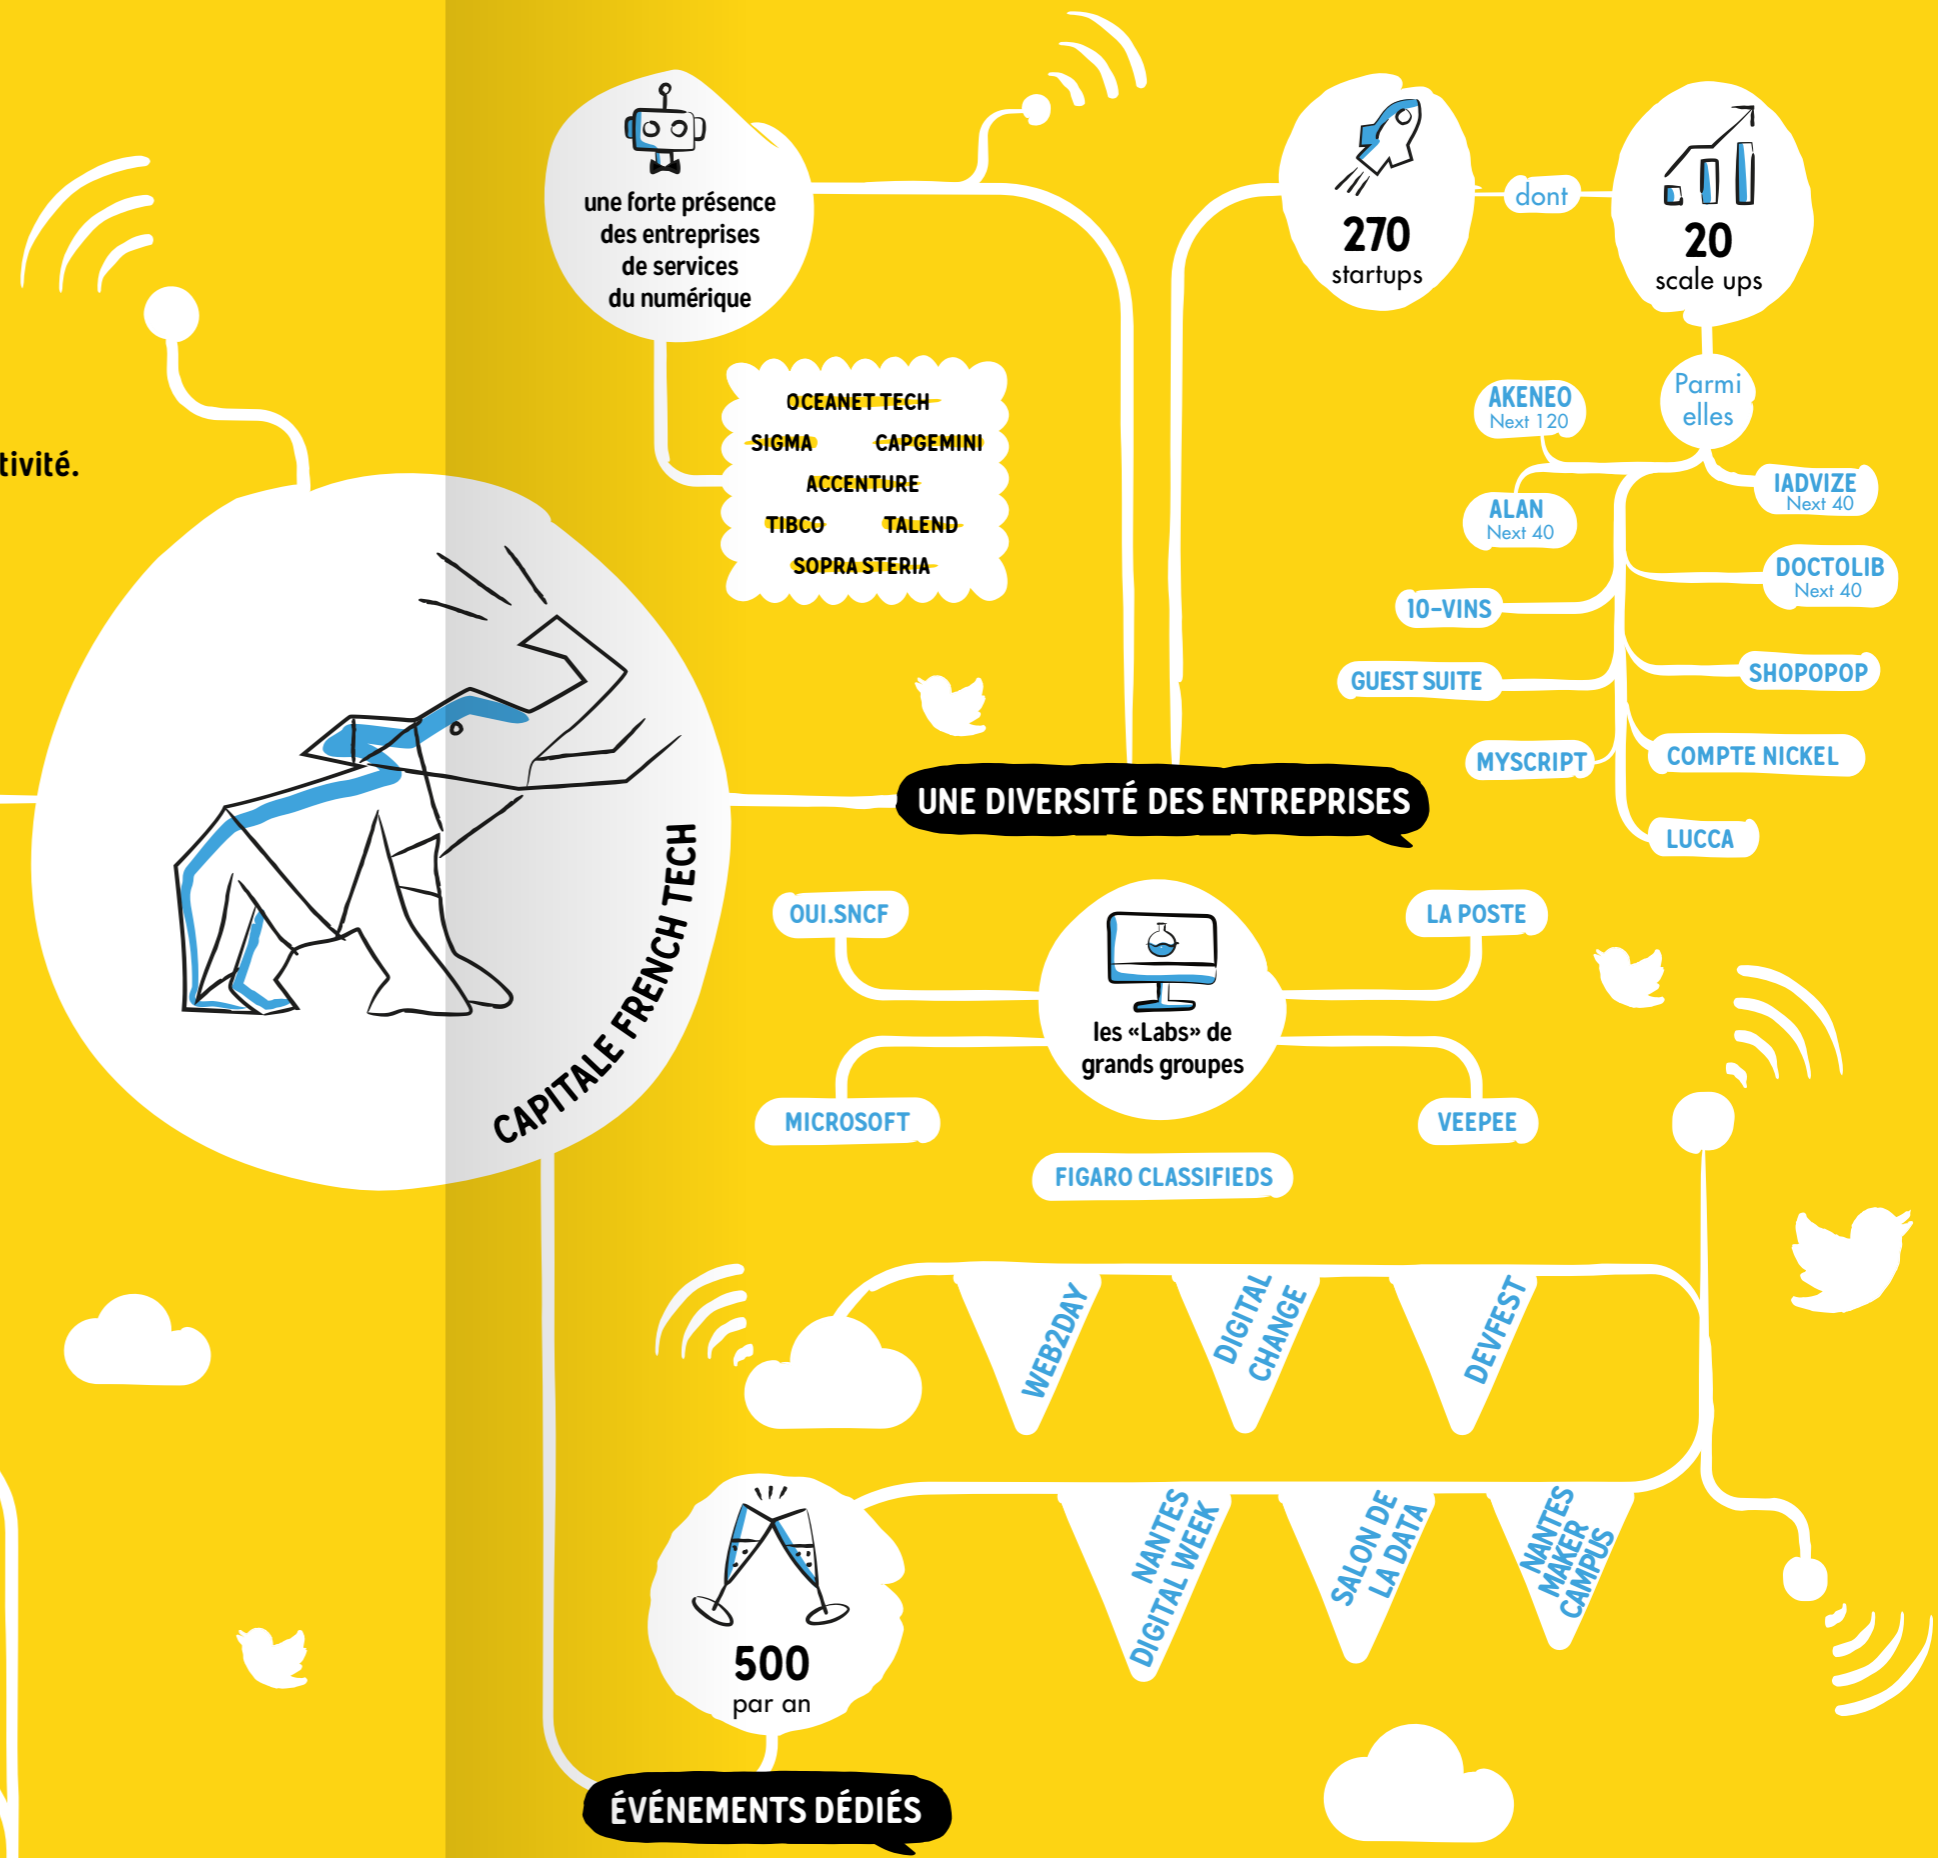 tivité.
CAPITALE FRENCH TECH
une forte présence
des entreprises
de services
du numérique
OCEANET TECH
SIGMA
CAPGEMINI
ACCENTURE
TIBCO
TALEND
SOPRA STERIA
270
startups
dont
20
scale ups
Parmi
elles
AKENEO
Next 120
IADVIZE
Next 40
ALAN
Next 40
DOCTOLIB
Next 40
10-VINS
SHOPOPOP
GUEST SUITE
COMPTE NICKEL
MYSCRIPT
LUCCA
UNE DIVERSITÉ DES ENTREPRISES
OUI.SNCF
LA POSTE
les «Labs» de
grands groupes
MICROSOFT
VEEPEE
FIGARO CLASSIFIEDS
WEB2DAY
DIGITAL
CHANGE
DEVFEST
NANTES
DIGITAL WEEK
SALON DE
LA DATA
NANTES
MAKER
CAMPUS
500
par an
ÉVÉNEMENTS DÉDIÉS